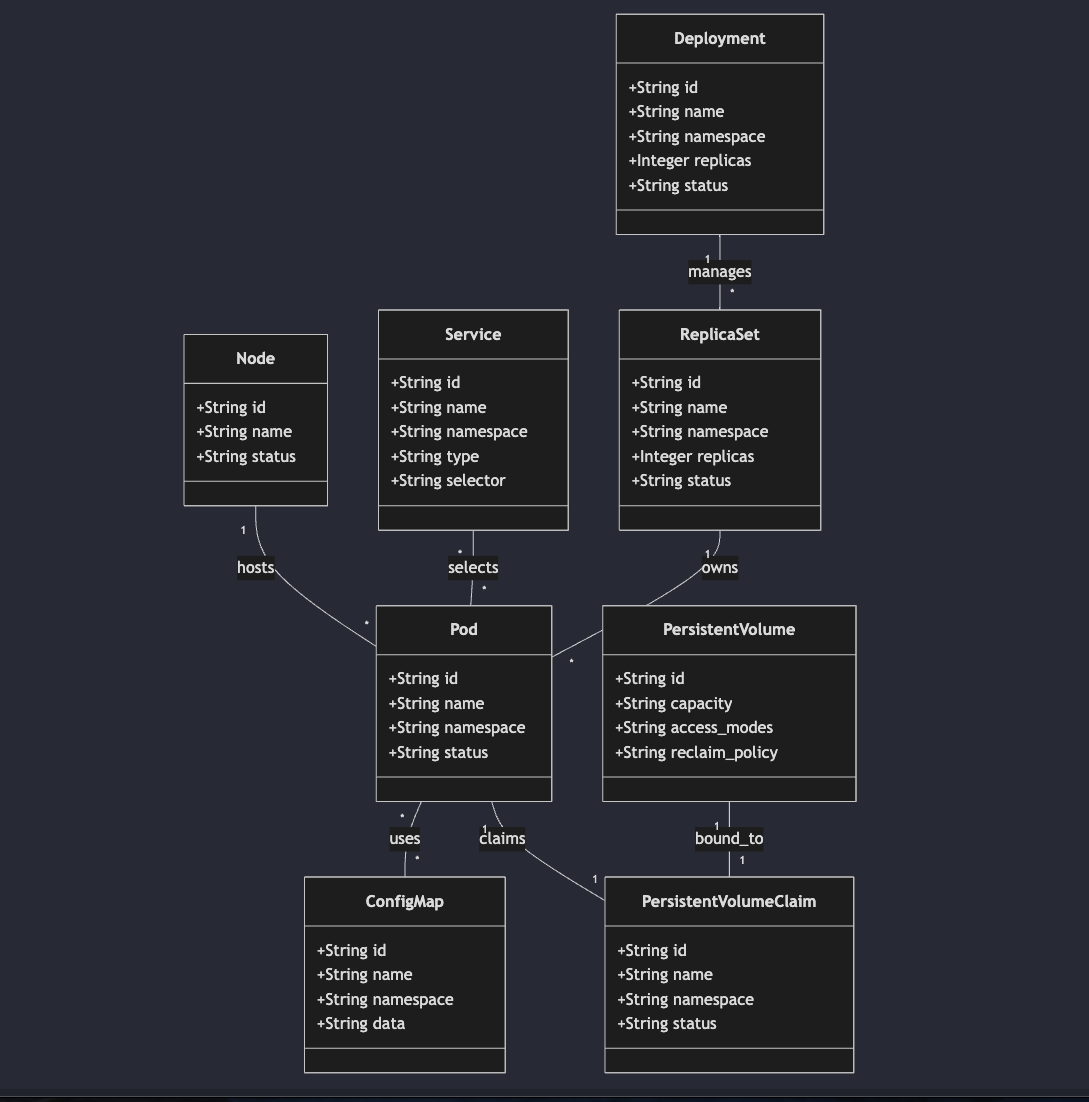 Deployment
+String id
+String name
+String namespace
+Integer replicas
+String status
1
manages
*
Node
+String id
+String name
+String status
Service
+String id
+String name
+String namespace
+String type
+String selector
ReplicaSet
+String id
+String name
+String namespace
+Integer replicas
+String status
1
hosts
*
*
selects
*
1
owns
*
Pod
+String id
+String name
+String namespace
+String status
PersistentVolume
+String id
+String capacity
+String access_modes
+String reclaim_policy
*
uses
*
1
claims
1
1
bound_to
1
ConfigMap
+String id
+String name
+String namespace
+String data
PersistentVolumeClaim
+String id
+String name
+String namespace
+String status